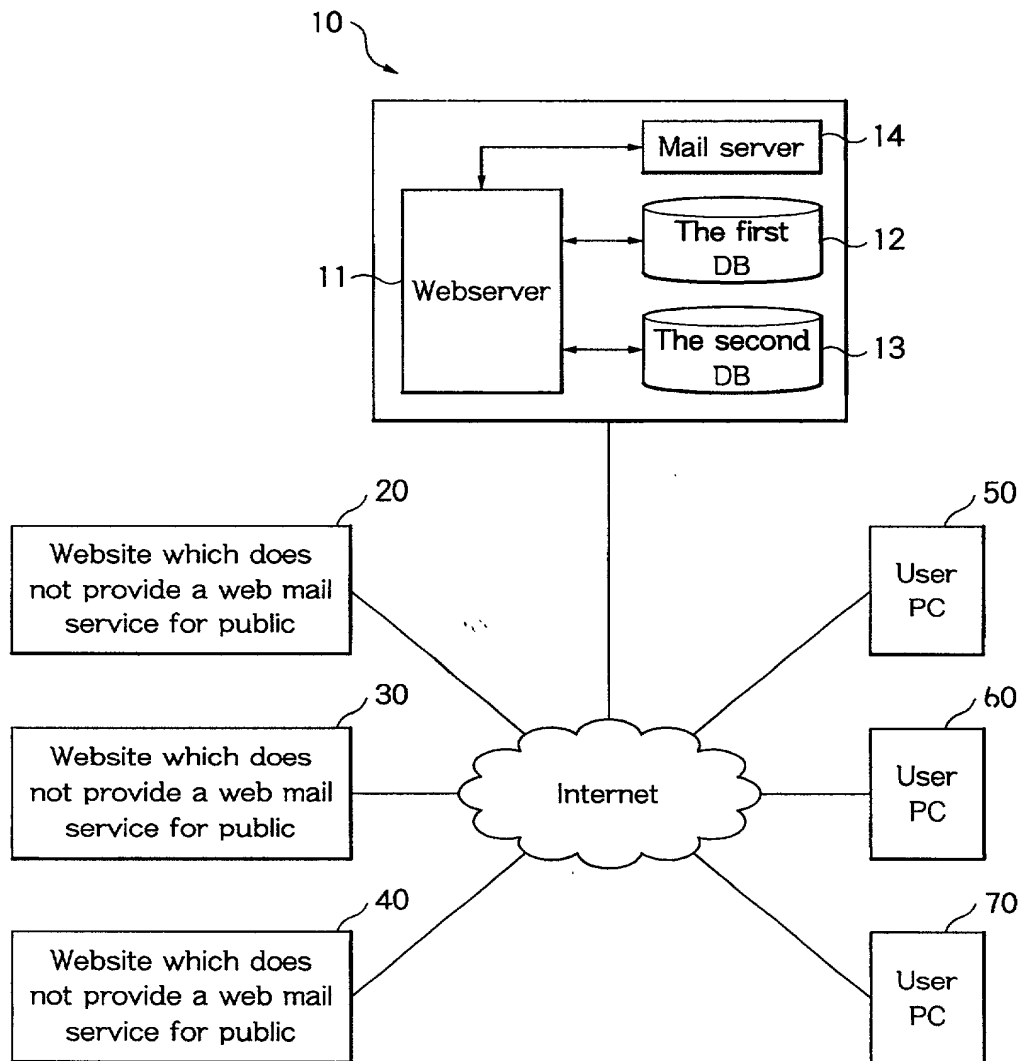 10
Mail server
14
The first
DB
12
11
Webserver
The second
DB
13
20
Website which does
not provide a web mail
service for public
50
User
PC
30
Website which does
not provide a web mail
service for public
Internet
60
User
PC
40
Website which does
not provide a web mail
service for public
70
User
PC